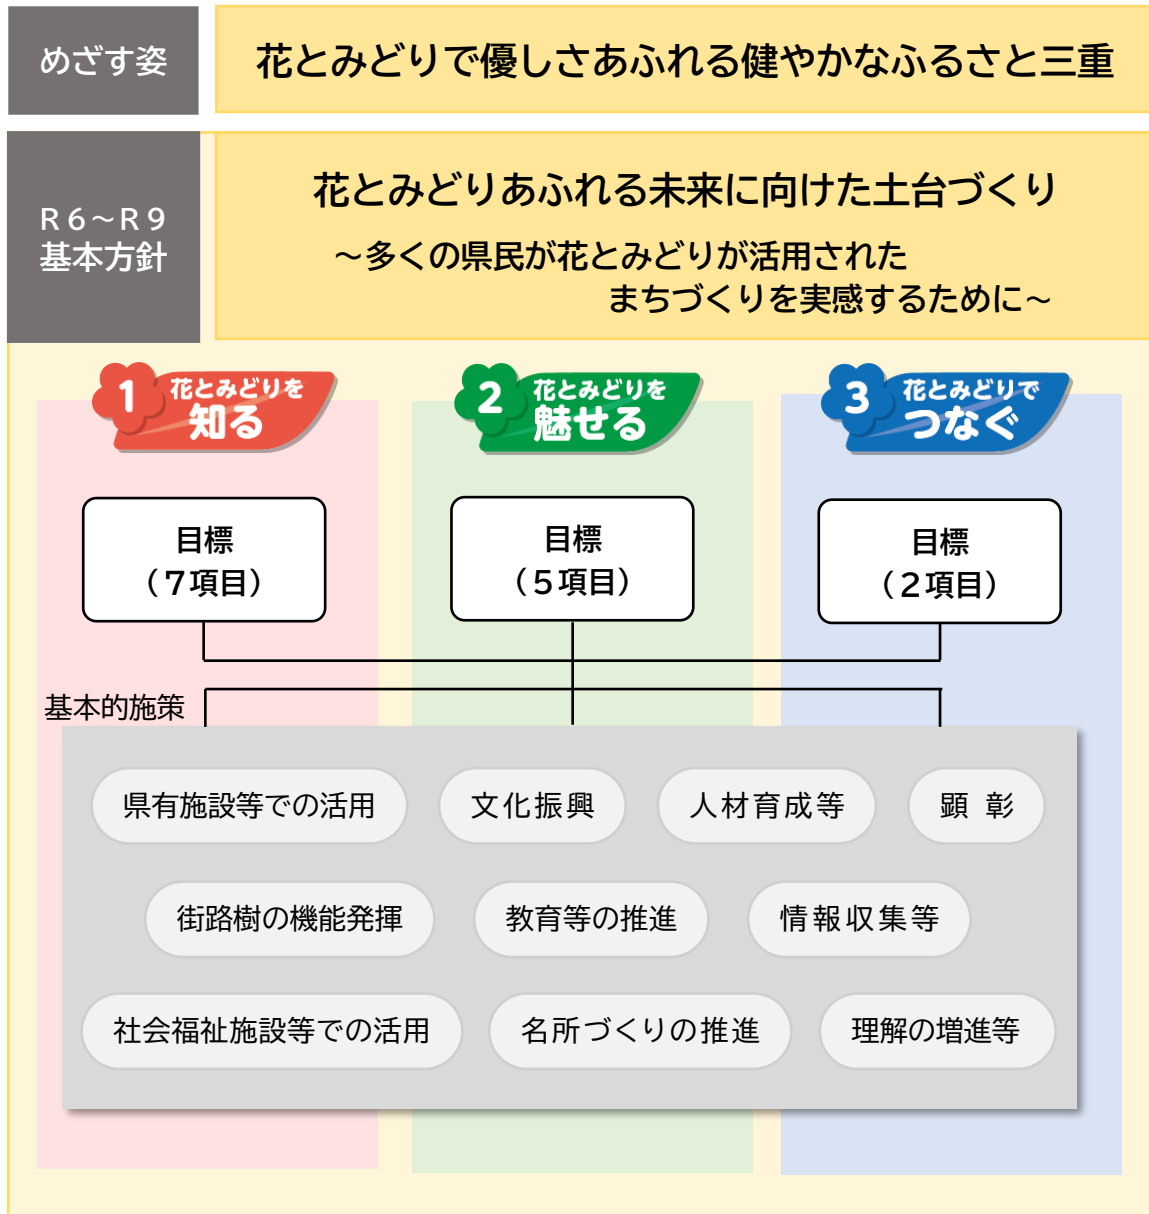 めざす姿
花とみどりで優しさあふれる健やかなふるさと三重
R6～R9
基本方針
花とみどりあふれる未来に向けた土台づくり
～多くの県民が花とみどりが活用された
まちづくりを実感するために～
1 花とみどりを
知る
2 花とみどりを
魅せる
3 花とみどりで
つなぐ
目標
(7項目)
目標
(5項目)
目標
(2項目)
基本的施策
県有施設等での活用
文化振興
人材育成等
顕 彰
街路樹の機能発揮
教育等の推進
情報収集等
社会福祉施設等での活用
名所づくりの推進
理解の増進等